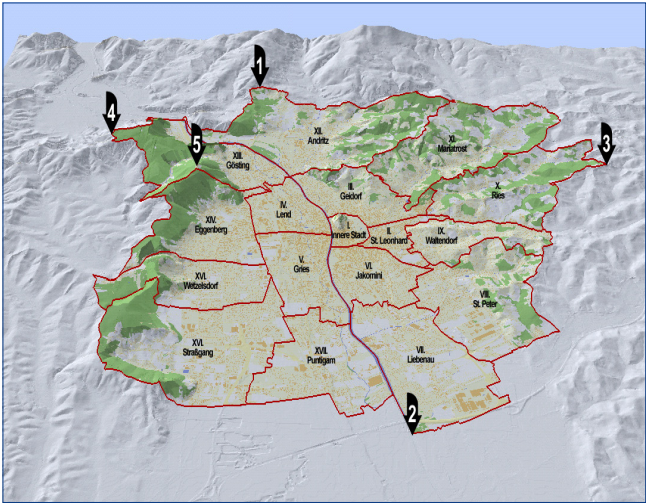 1
4
5
3
XII.
Andritz
XI.
Mariatrost
XIII.
Gösting
III.
Geidorf
X.
Ries
IV.
Lend
XIV.
Eggenberg
I.
Innere Stadt
II.
St. Leonhard
IX.
Waltendorf
V.
Gries
VI.
Jakomini
XVI.
Wetzelsdorf
VIII.
St. Peter
XVI.
Straßgang
XVII.
Puntigam
VII.
Liebenau
2